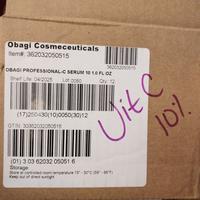 Obagi Cosmeceuticals
Item#: 362032050515
OBAGI PROFESSIONAL-C SERUM 10 1.0 FL OZ
Shelf Life: 04/2025 Lot 0050 Qty: 12
(17)250430(10)0050(30)12
GTIN: 30362032050516
(01) 3 03 62032 05051 6
Storage:
Store at controlled room temperature 15° - 30°C (59° - 86°F)
Keep out of direct sunlight
Vit C
10%